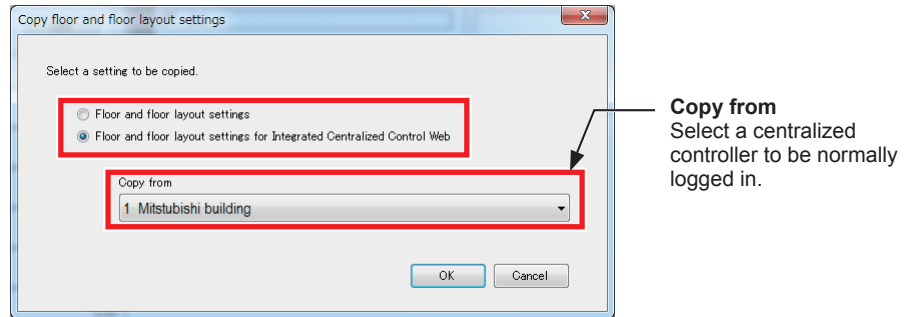 Copy floor and floor layout settings
Select a setting to be copied.
Floor and floor layout settings
Floor and floor layout settings for Integrated Centralized Control Web
Copy from
1 Mitstubishi building
OK
Cancel
Copy from
Select a centralized
controller to be normally
logged in.